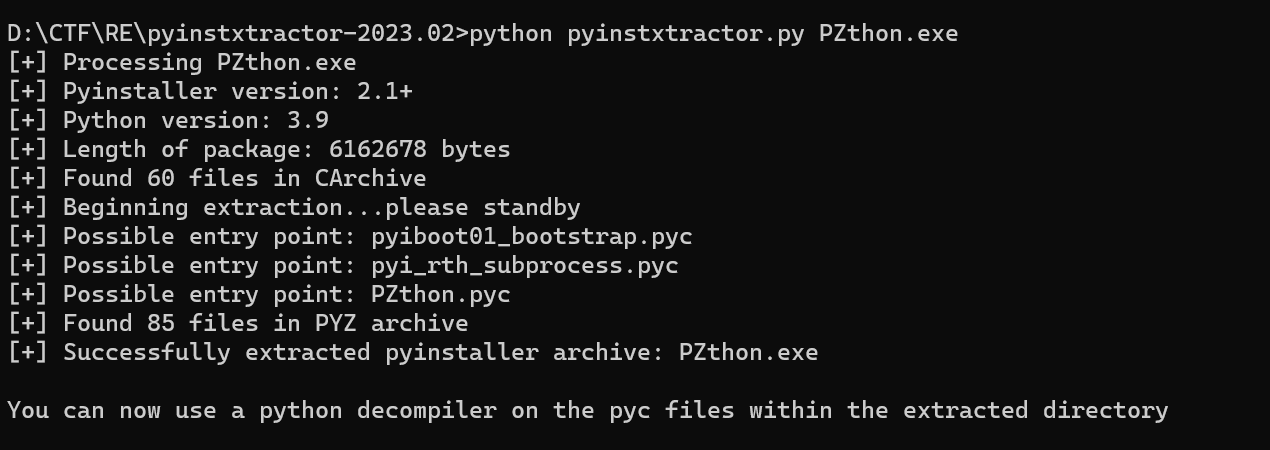 D:\CTF\RE\pyinstxtractor-2023.02>python pyinstxtractor.py PZthon.exe
[+] Processing PZthon.exe
[+] Pyinstaller version: 2.1+
[+] Python version: 3.9
[+] Length of package: 6162678 bytes
[+] Found 60 files in CArchive
[+] Beginning extraction...please standby
[+] Possible entry point: pyiboot01_bootstrap.pyc
[+] Possible entry point: pyi_rth_subprocess.pyc
[+] Possible entry point: PZthon.pyc
[+] Found 85 files in PYZ archive
[+] Successfully extracted pyinstaller archive: PZthon.exe
You can now use a python decompiler on the pyc files within the extracted directory